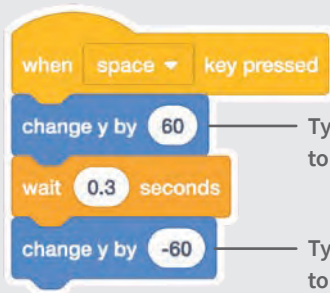 when space key pressed
change y by 60
Ty
to
wait 0.3 seconds
change y by -60
Ty
to